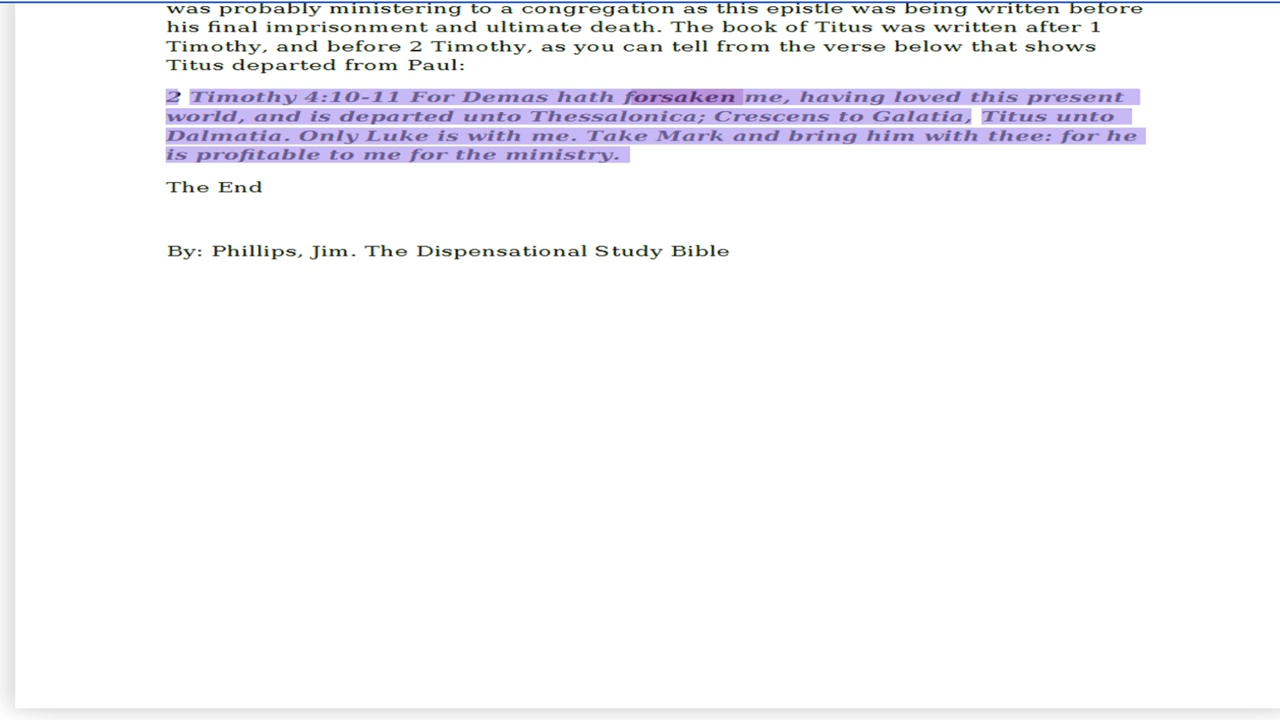 was probably ministering to a congregation as this epistle was being written before
his final imprisonment and ultimate death. The book of Titus was written after 1
Timothy, and before 2 Timothy, as you can tell from the verse below that shows
Titus departed from Paul:
2 Timothy 4:10-11 For Demas hath forsaken me, having loved this present
world, and is departed unto Thessalonica; Crescens to Galatia, Titus unto
Dalmatia. Only Luke is with me. Take Mark and bring him with thee: for he
is profitable to me for the ministry.
The End
By: Phillips, Jim. The Dispensational Study Bible